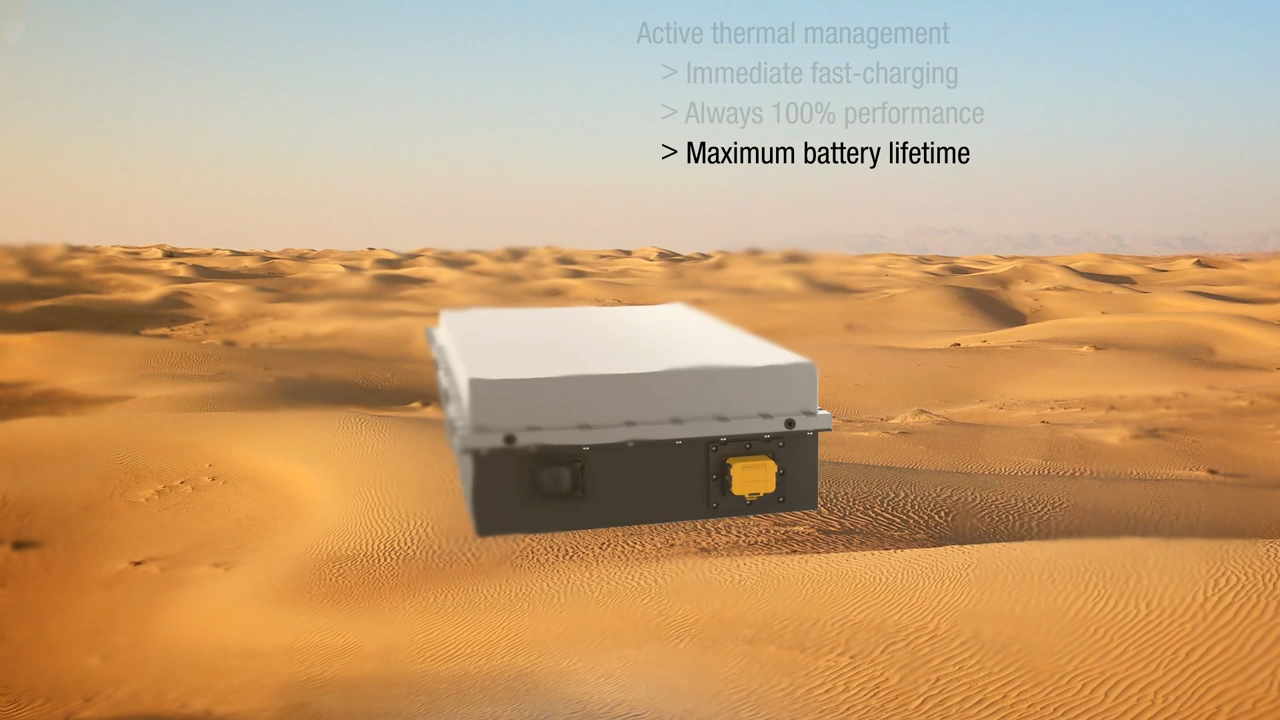 Active thermal management
> Immediate fast-charging
> Always 100% performance
> Maximum battery lifetime